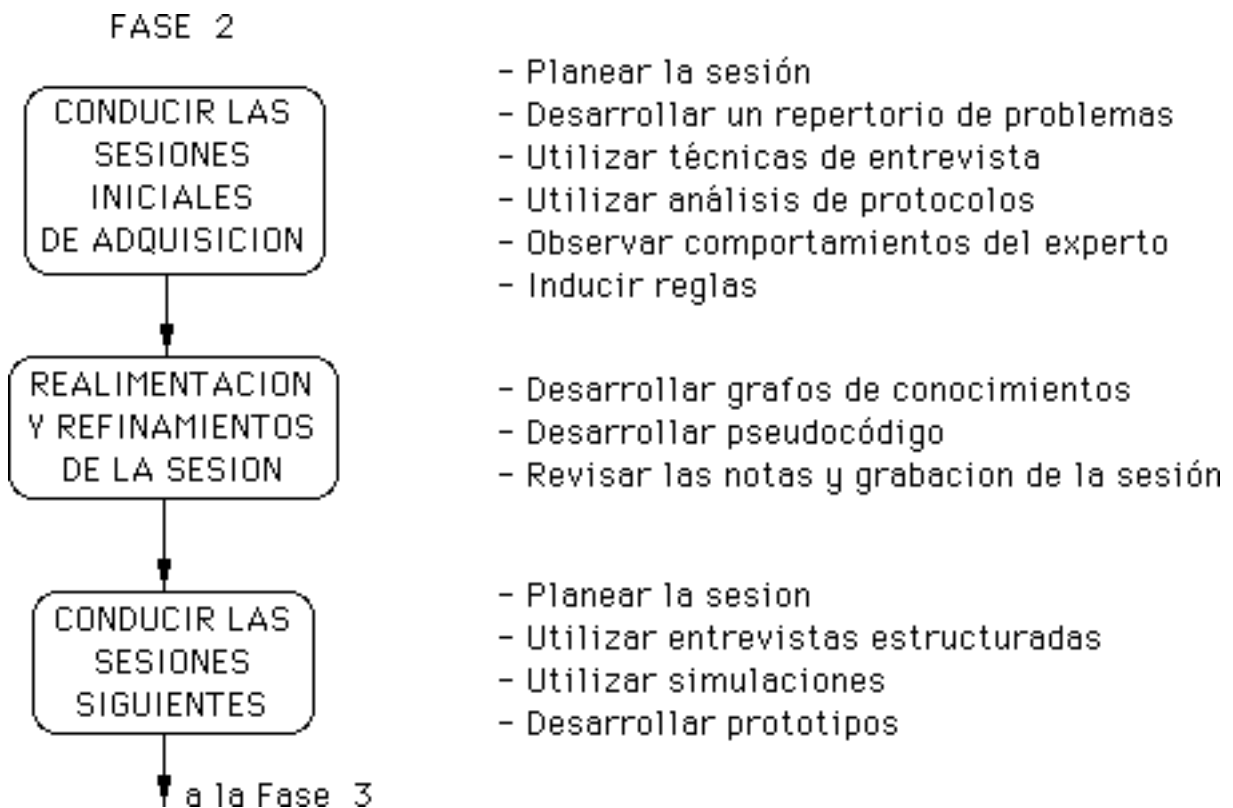 FASE 2
CONDUCIR LAS
SESIONES
INICIALES
DE ADQUISICION
- Planear la sesión
- Desarrollar un repertorio de problemas
- Utilizar técnicas de entrevista
- Utilizar análisis de protocolos
- Observar comportamientos del experto
- Inducir reglas
REALIMENTACION
Y REFINAMIENTOS
DE LA SESION
- Desarrollar grafos de conocimientos
- Desarrollar pseudocódigo
- Revisar las notas y grabacion de la sesión
CONDUCIR LAS
SESIONES
SIGUIENTES
- Planear la sesion
- Utilizar entrevistas estructuradas
- Utilizar simulaciones
- Desarrollar prototipos
a la Fase 3